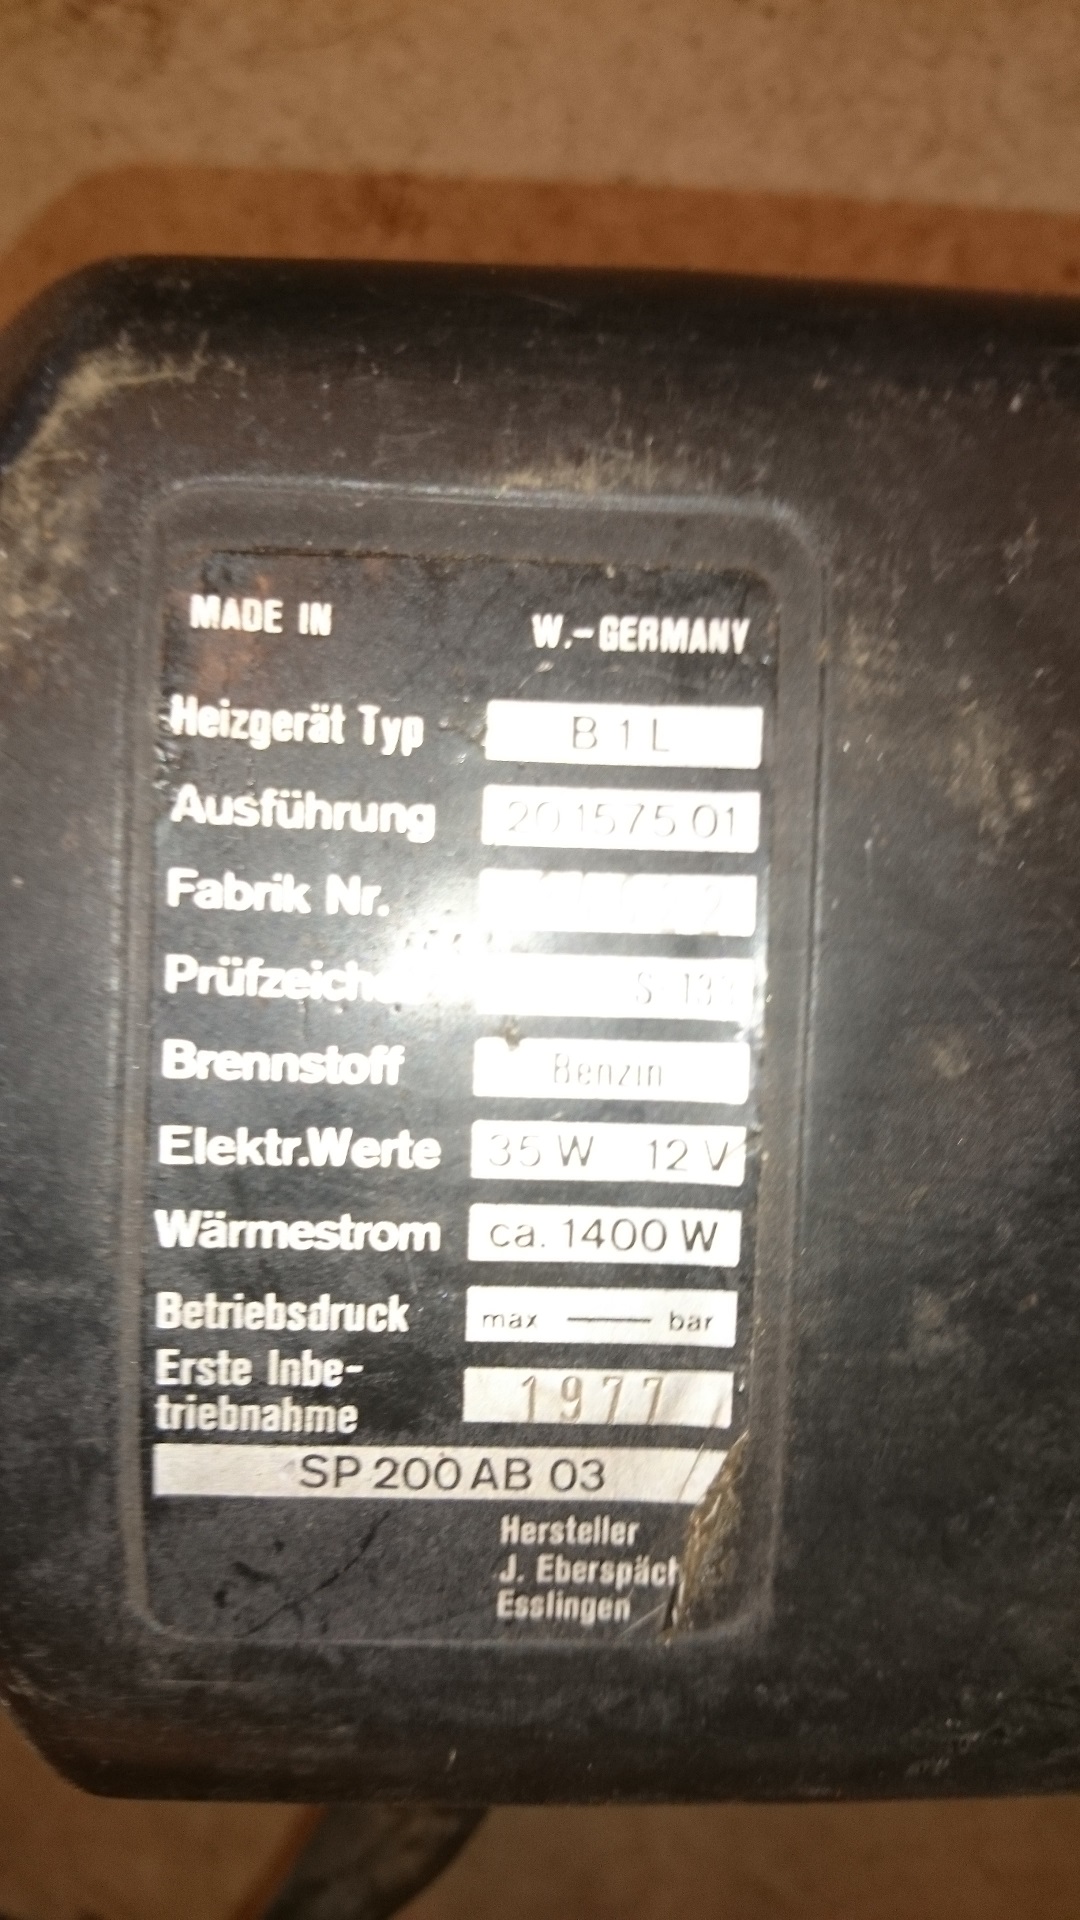 MADE IN W.-GERMANY
Heizgerät Typ B 1 L
Ausführung 20 1575 01
Fabrik Nr.
S 13
Brennstoff Benzin
Elektr.Werte 35 W 12 V
Wärmestrom ca. 1400 W
Betriebsdruck max —— bar
Erste Inbe-
triebnahme 1977
SP 200 AB 03
Hersteller
J.
Esslingen